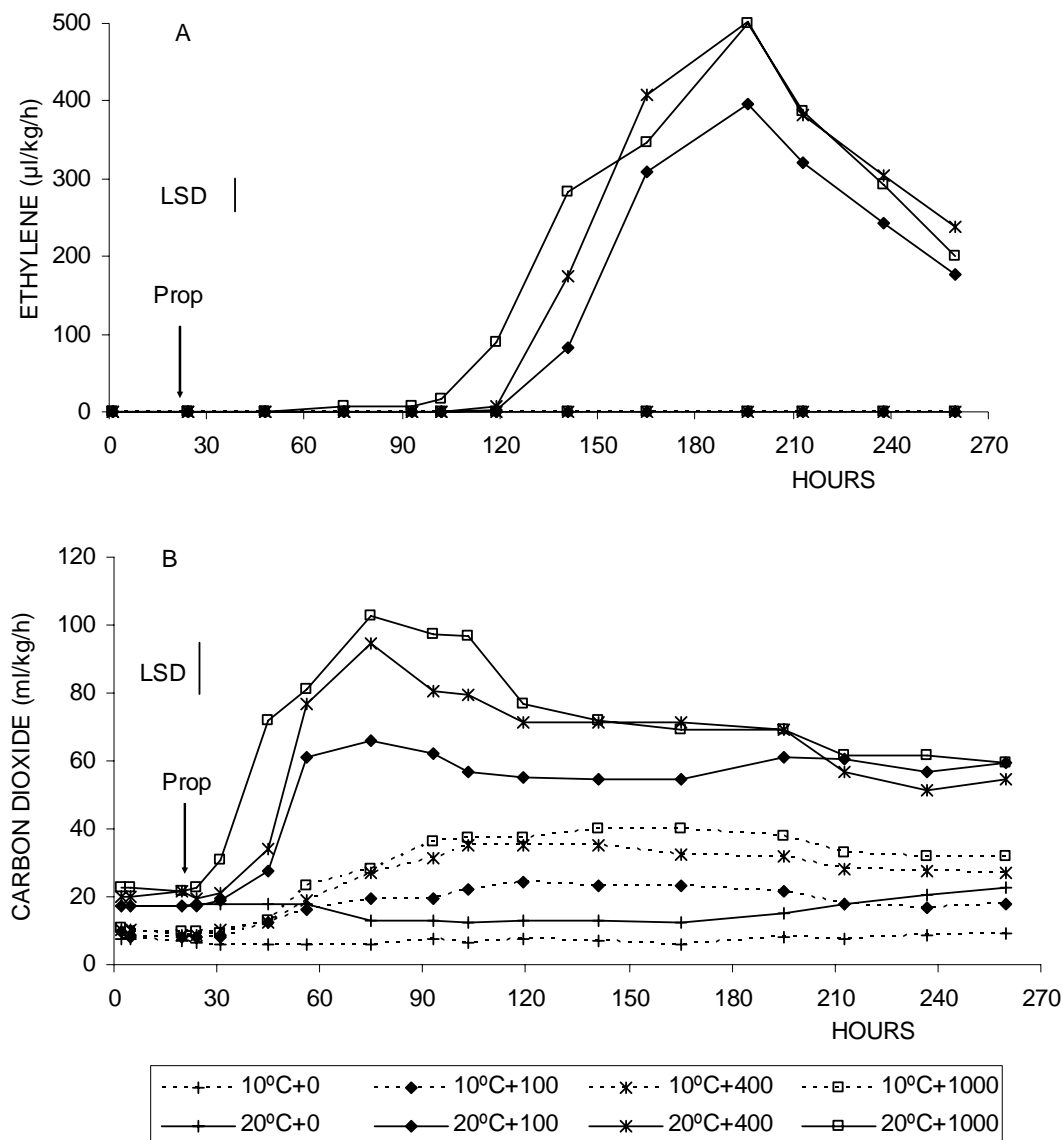 A
500
400
300
200
100
0
ETHYLENE (µl/kg/h)
LSD
Prop
0 30 60 90 120 150 180 210 240 270
HOURS
B
120
100
80
60
40
20
0
CARBON DIOXIDE (ml/kg/h)
LSD
Prop
0 30 60 90 120 150 180 210 240 270
HOURS
10ºC+0 10ºC+100 10ºC+400 10ºC+1000
20ºC+0 20ºC+100 20ºC+400 20ºC+1000